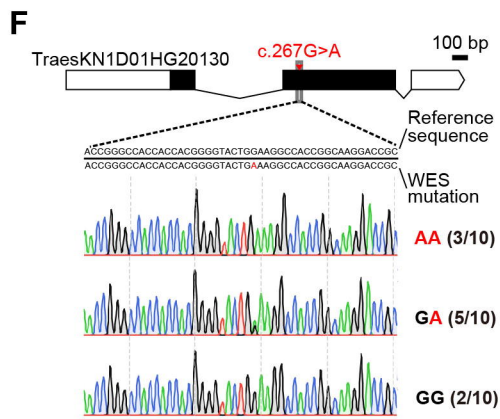 F
TraesKN1D01HG20130
c.267G>A
100 bp
Reference
sequence
ACCGGGCCACCACCACGGGGTACTGGAAGGCCACCGGCAAGGACCGC
ACCGGGCCACCACCACGGGGTACTGAAAGGCCACCGGCAAGGACCGC
WES
mutation
AA (3/10)
GA (5/10)
GG (2/10)